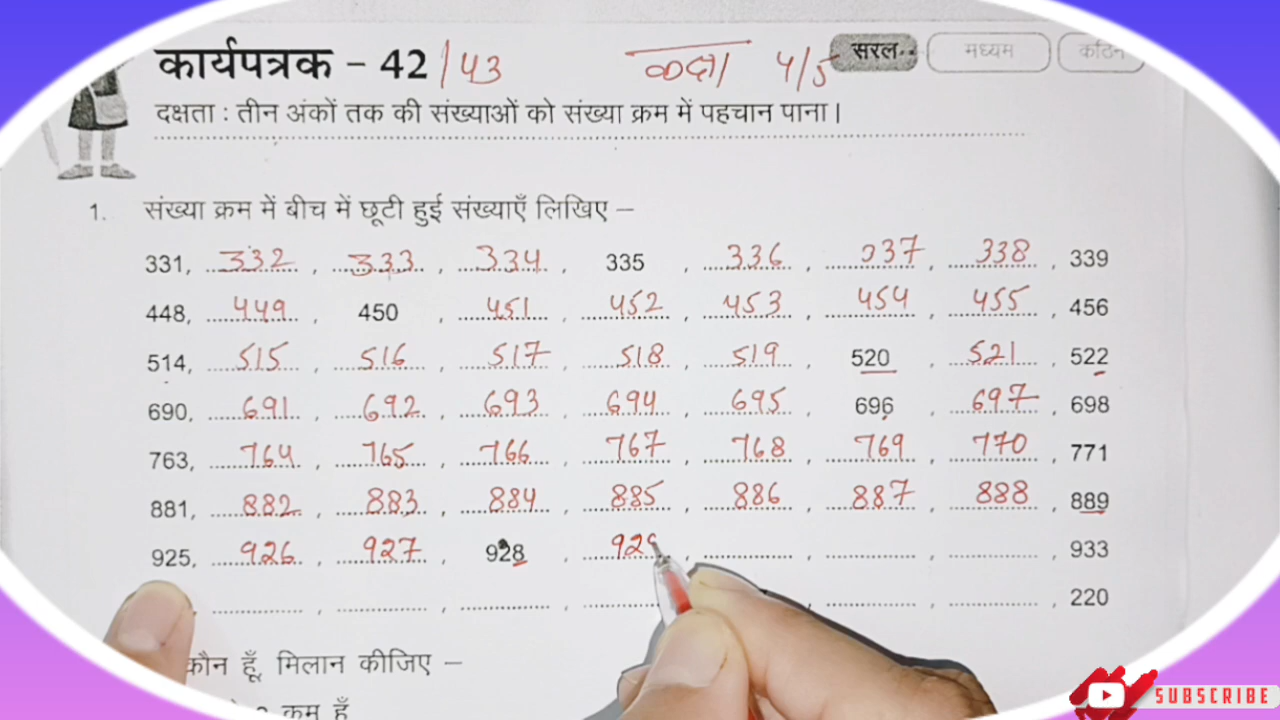 कार्यपत्रक - 42 / 43 कक्षा 4/5 सरल मध्यम कठिन
दक्षता : तीन अंकों तक की संख्याओं को संख्या क्रम में पहचान पाना।
1. संख्या क्रम में बीच में छूटी हुई संख्याएँ लिखिए –
331, 332, 333, 334, 335, 336, 337, 338, 339
448, 449, 450, 451, 452, 453, 454, 455, 456
514, 515, 516, 517, 518, 519, 520, 521, 522
690, 691, 692, 693, 694, 695, 696, 697, 698
763, 764, 765, 766, 767, 768, 769, 770, 771
881, 882, 883, 884, 885, 886, 887, 888, 889
925, 926, 927, 928, 929, 933
220
कौन हूँ, मिलान कीजिए –
कम हूँ
SUBSCRIBE